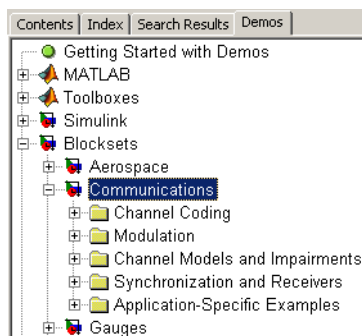 Contents Index Search Results Demos
Getting Started with Demos
MATLAB
Toolboxes
Simulink
Blocksets
Aerospace
Communications
Channel Coding
Modulation
Channel Models and Impairments
Synchronization and Receivers
Application-Specific Examples
Gauges